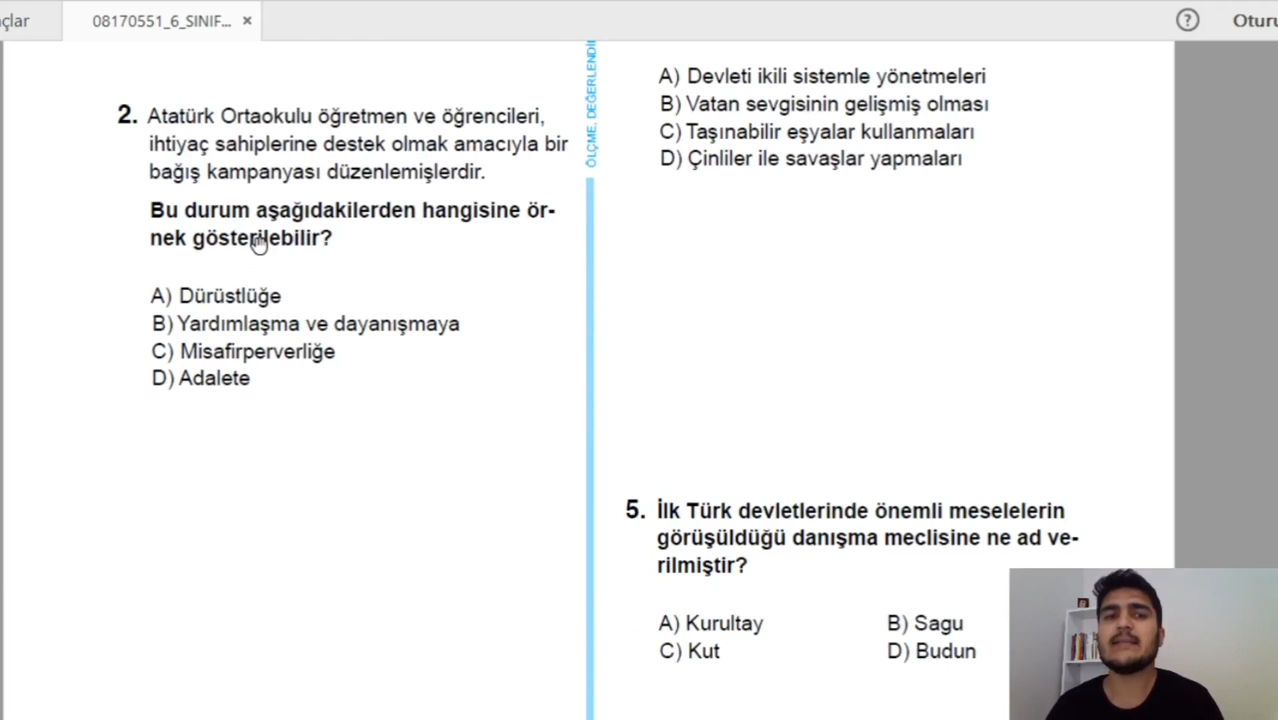 çlar
08170551_6_SINIF...
×
?
Oturu
2. Atatürk Ortaokulu öğretmen ve öğrencileri,
ihtiyaç sahiplerine destek olmak amacıyla bir
bağış kampanyası düzenlemişlerdir.
Bu durum aşağıdakilerden hangisine ör-
nek gösterilebilir?
A) Dürüstlüğe
B) Yardımlaşma ve dayanışmaya
C) Misafirperverliğe
D) Adalete
ÖLÇME, DEĞERLENDİ
A) Devleti ikili sistemle yönetmeleri
B) Vatan sevgisinin gelişmiş olması
C) Taşınabilir eşyalar kullanmaları
D) Çinliler ile savaşlar yapmaları
5. İlk Türk devletlerinde önemli meselelerin
görüşüldüğü danışma meclisine ne ad ve-
rilmiştir?
A) Kurultay
B) Sagu
C) Kut
D) Budun